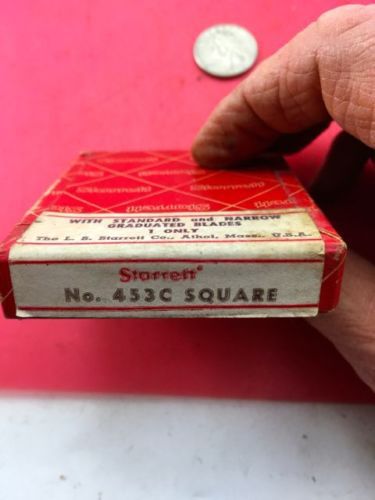 WITH STANDARD and NARROW
GRADUATED BLADES
1 ONLY
The L. S. Starrett Co., Athol, Mass., U.S.A.
Starrett
No. 453C SQUARE